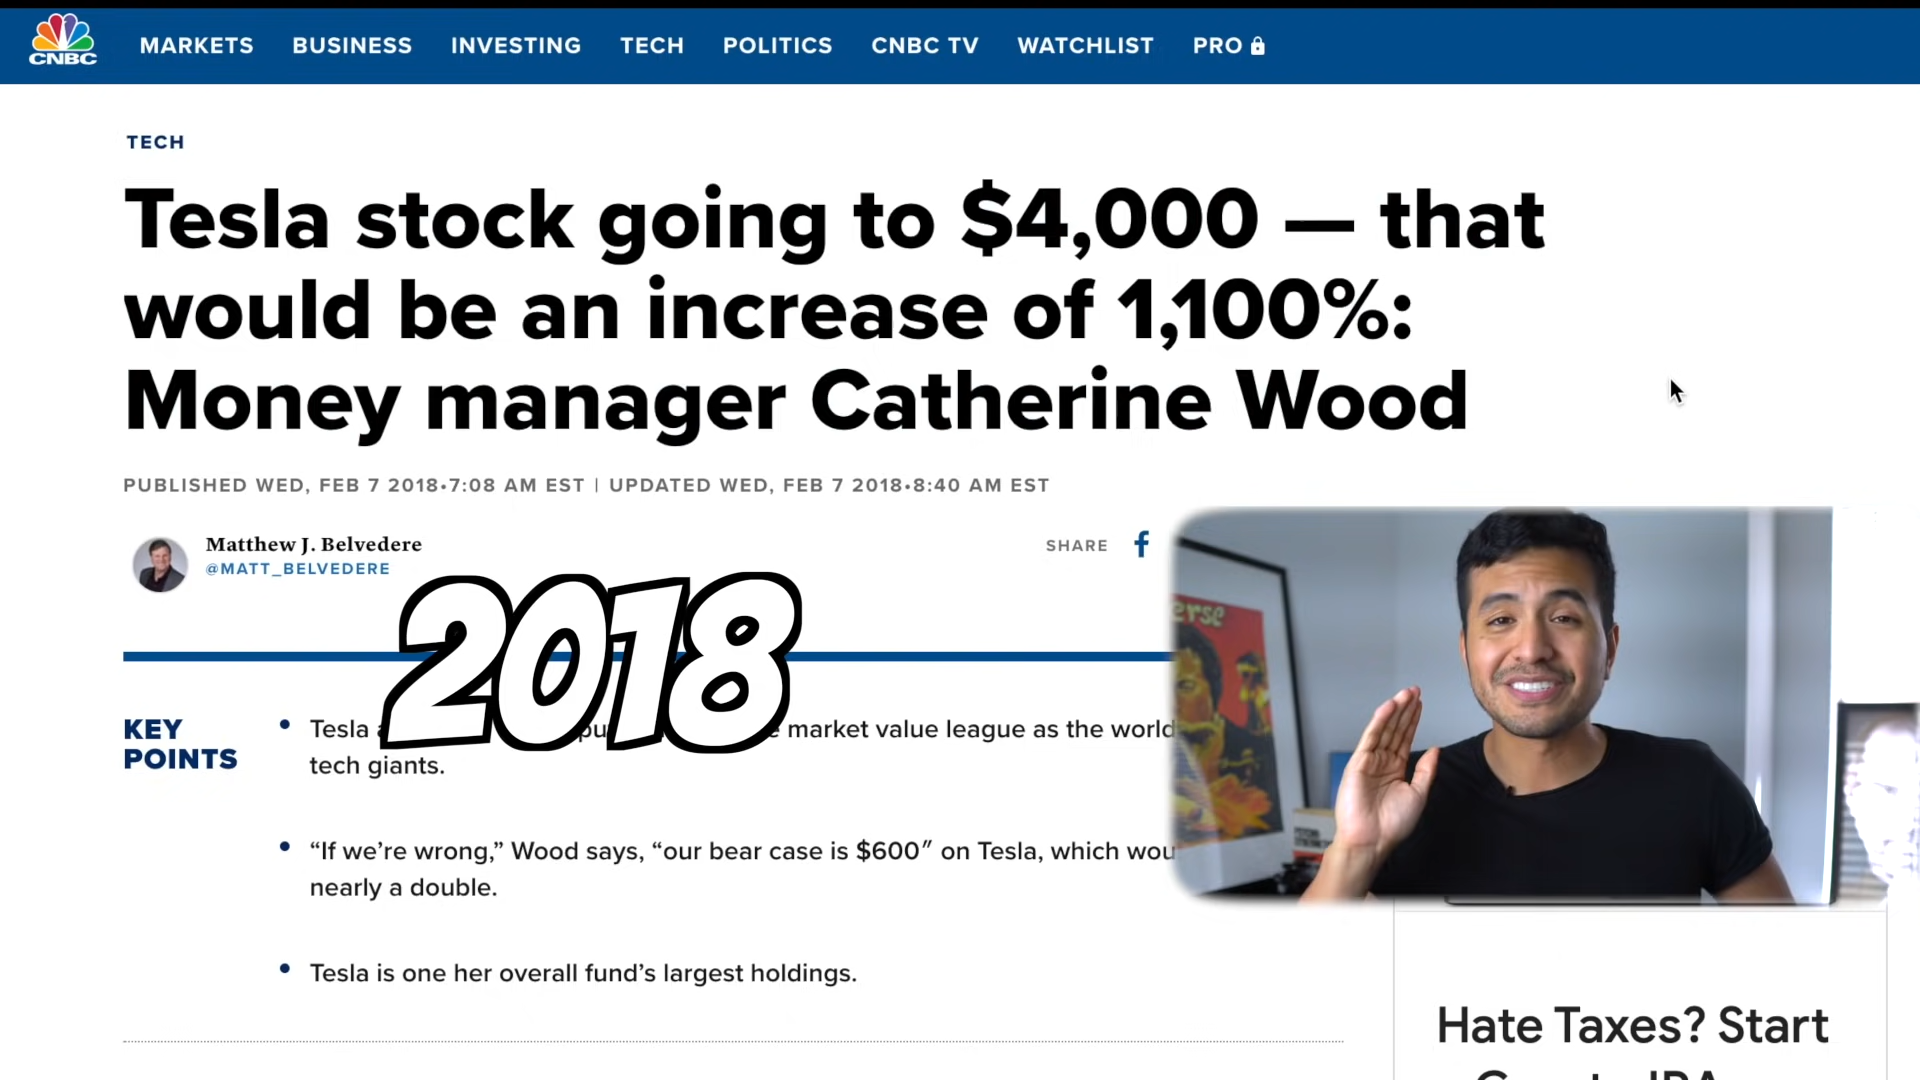 CNBC
MARKETS BUSINESS INVESTING TECH POLITICS CNBC TV WATCHLIST PRO
TECH
Tesla stock going to $4,000 — that
would be an increase of 1,100%:
Money manager Catherine Wood
PUBLISHED WED, FEB 7 2018•7:08 AM EST | UPDATED WED, FEB 7 2018•8:40 AM EST
Matthew J. Belvedere
@MATT_BELVEDERE
SHARE f
2018
KEY
POINTS
• Tesla market value league as the world
tech giants.
• “If we’re wrong,” Wood says, “our bear case is $600″ on Tesla, which
nearly a double.
• Tesla is one her overall fund’s largest holdings.
Hate Taxes? Start